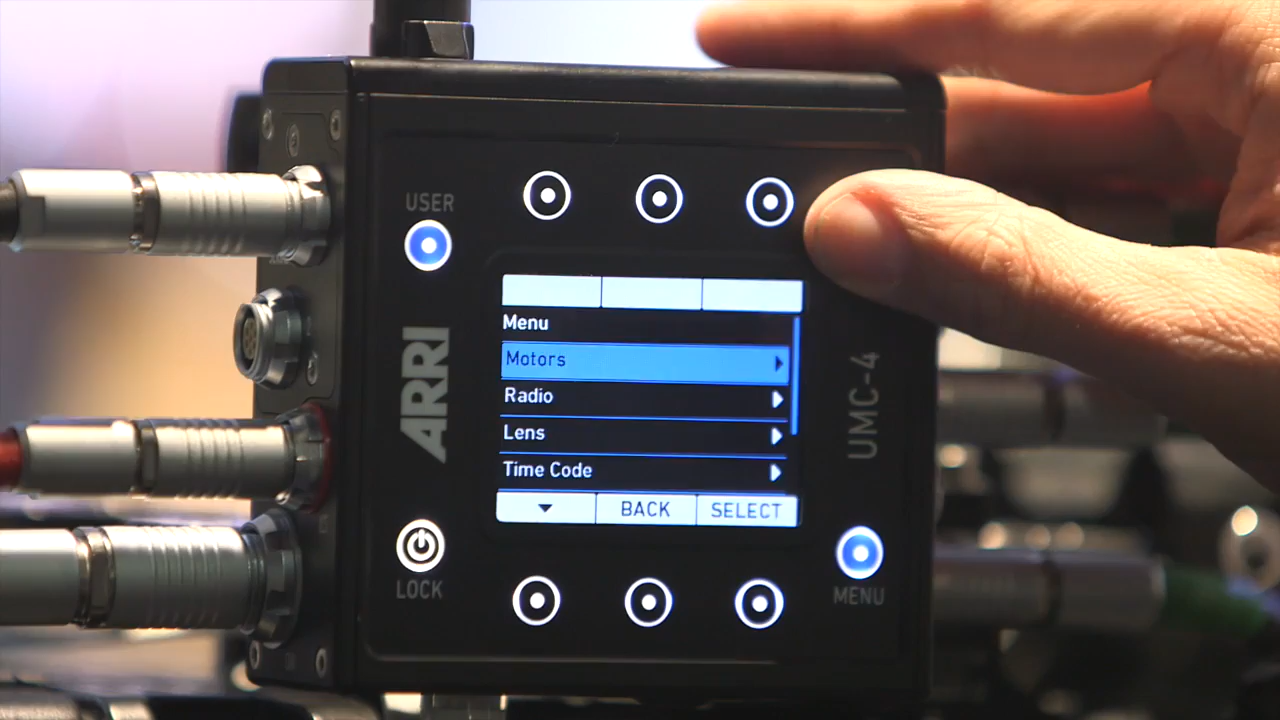 USER
ARRI
Menu
Motors
Radio
Lens
Time Code
BACK
SELECT
UMC-4
LOCK
MENU